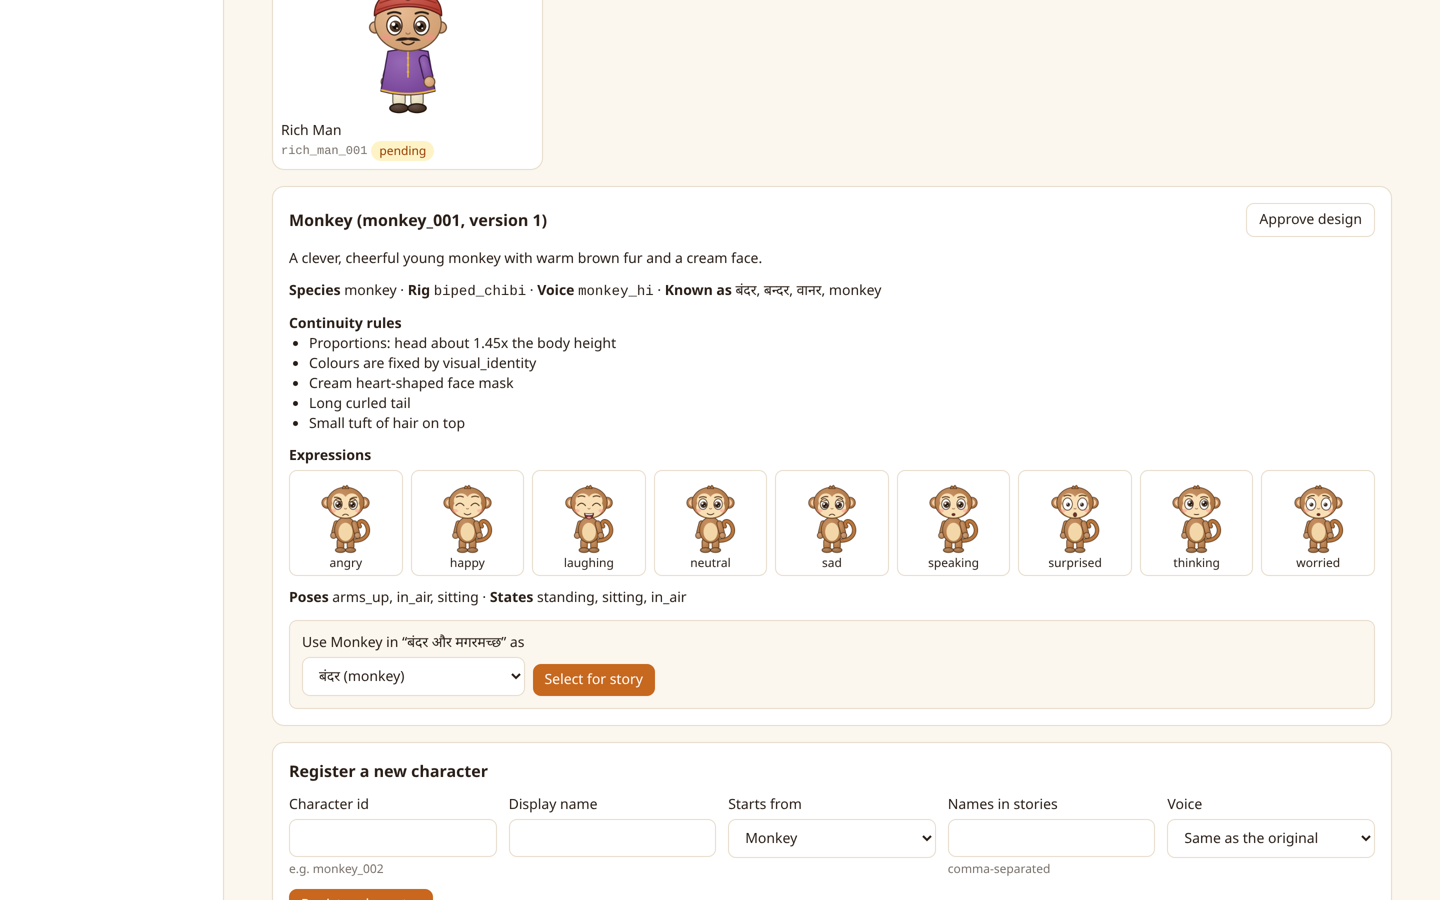 Rich Man
rich_man_001 pending
Monkey (monkey_001, version 1)
Approve design
A clever, cheerful young monkey with warm brown fur and a cream face.
Species monkey · Rig biped_chibi · Voice monkey_hi · Known as बंदर, बन्दर, वानर, monkey
Continuity rules
• Proportions: head about 1.45x the body height
• Colours are fixed by visual_identity
• Cream heart-shaped face mask
• Long curled tail
• Small tuft of hair on top
Expressions
angry happy laughing neutral sad speaking surprised thinking worried
Poses arms_up, in_air, sitting · States standing, sitting, in_air
Use Monkey in “बंदर और मगरमच्छ” as
बंदर (monkey) Select for story
Register a new character
Character id Display name Starts from Names in stories Voice
Monkey Same as the original
e.g. monkey_002 comma-separated